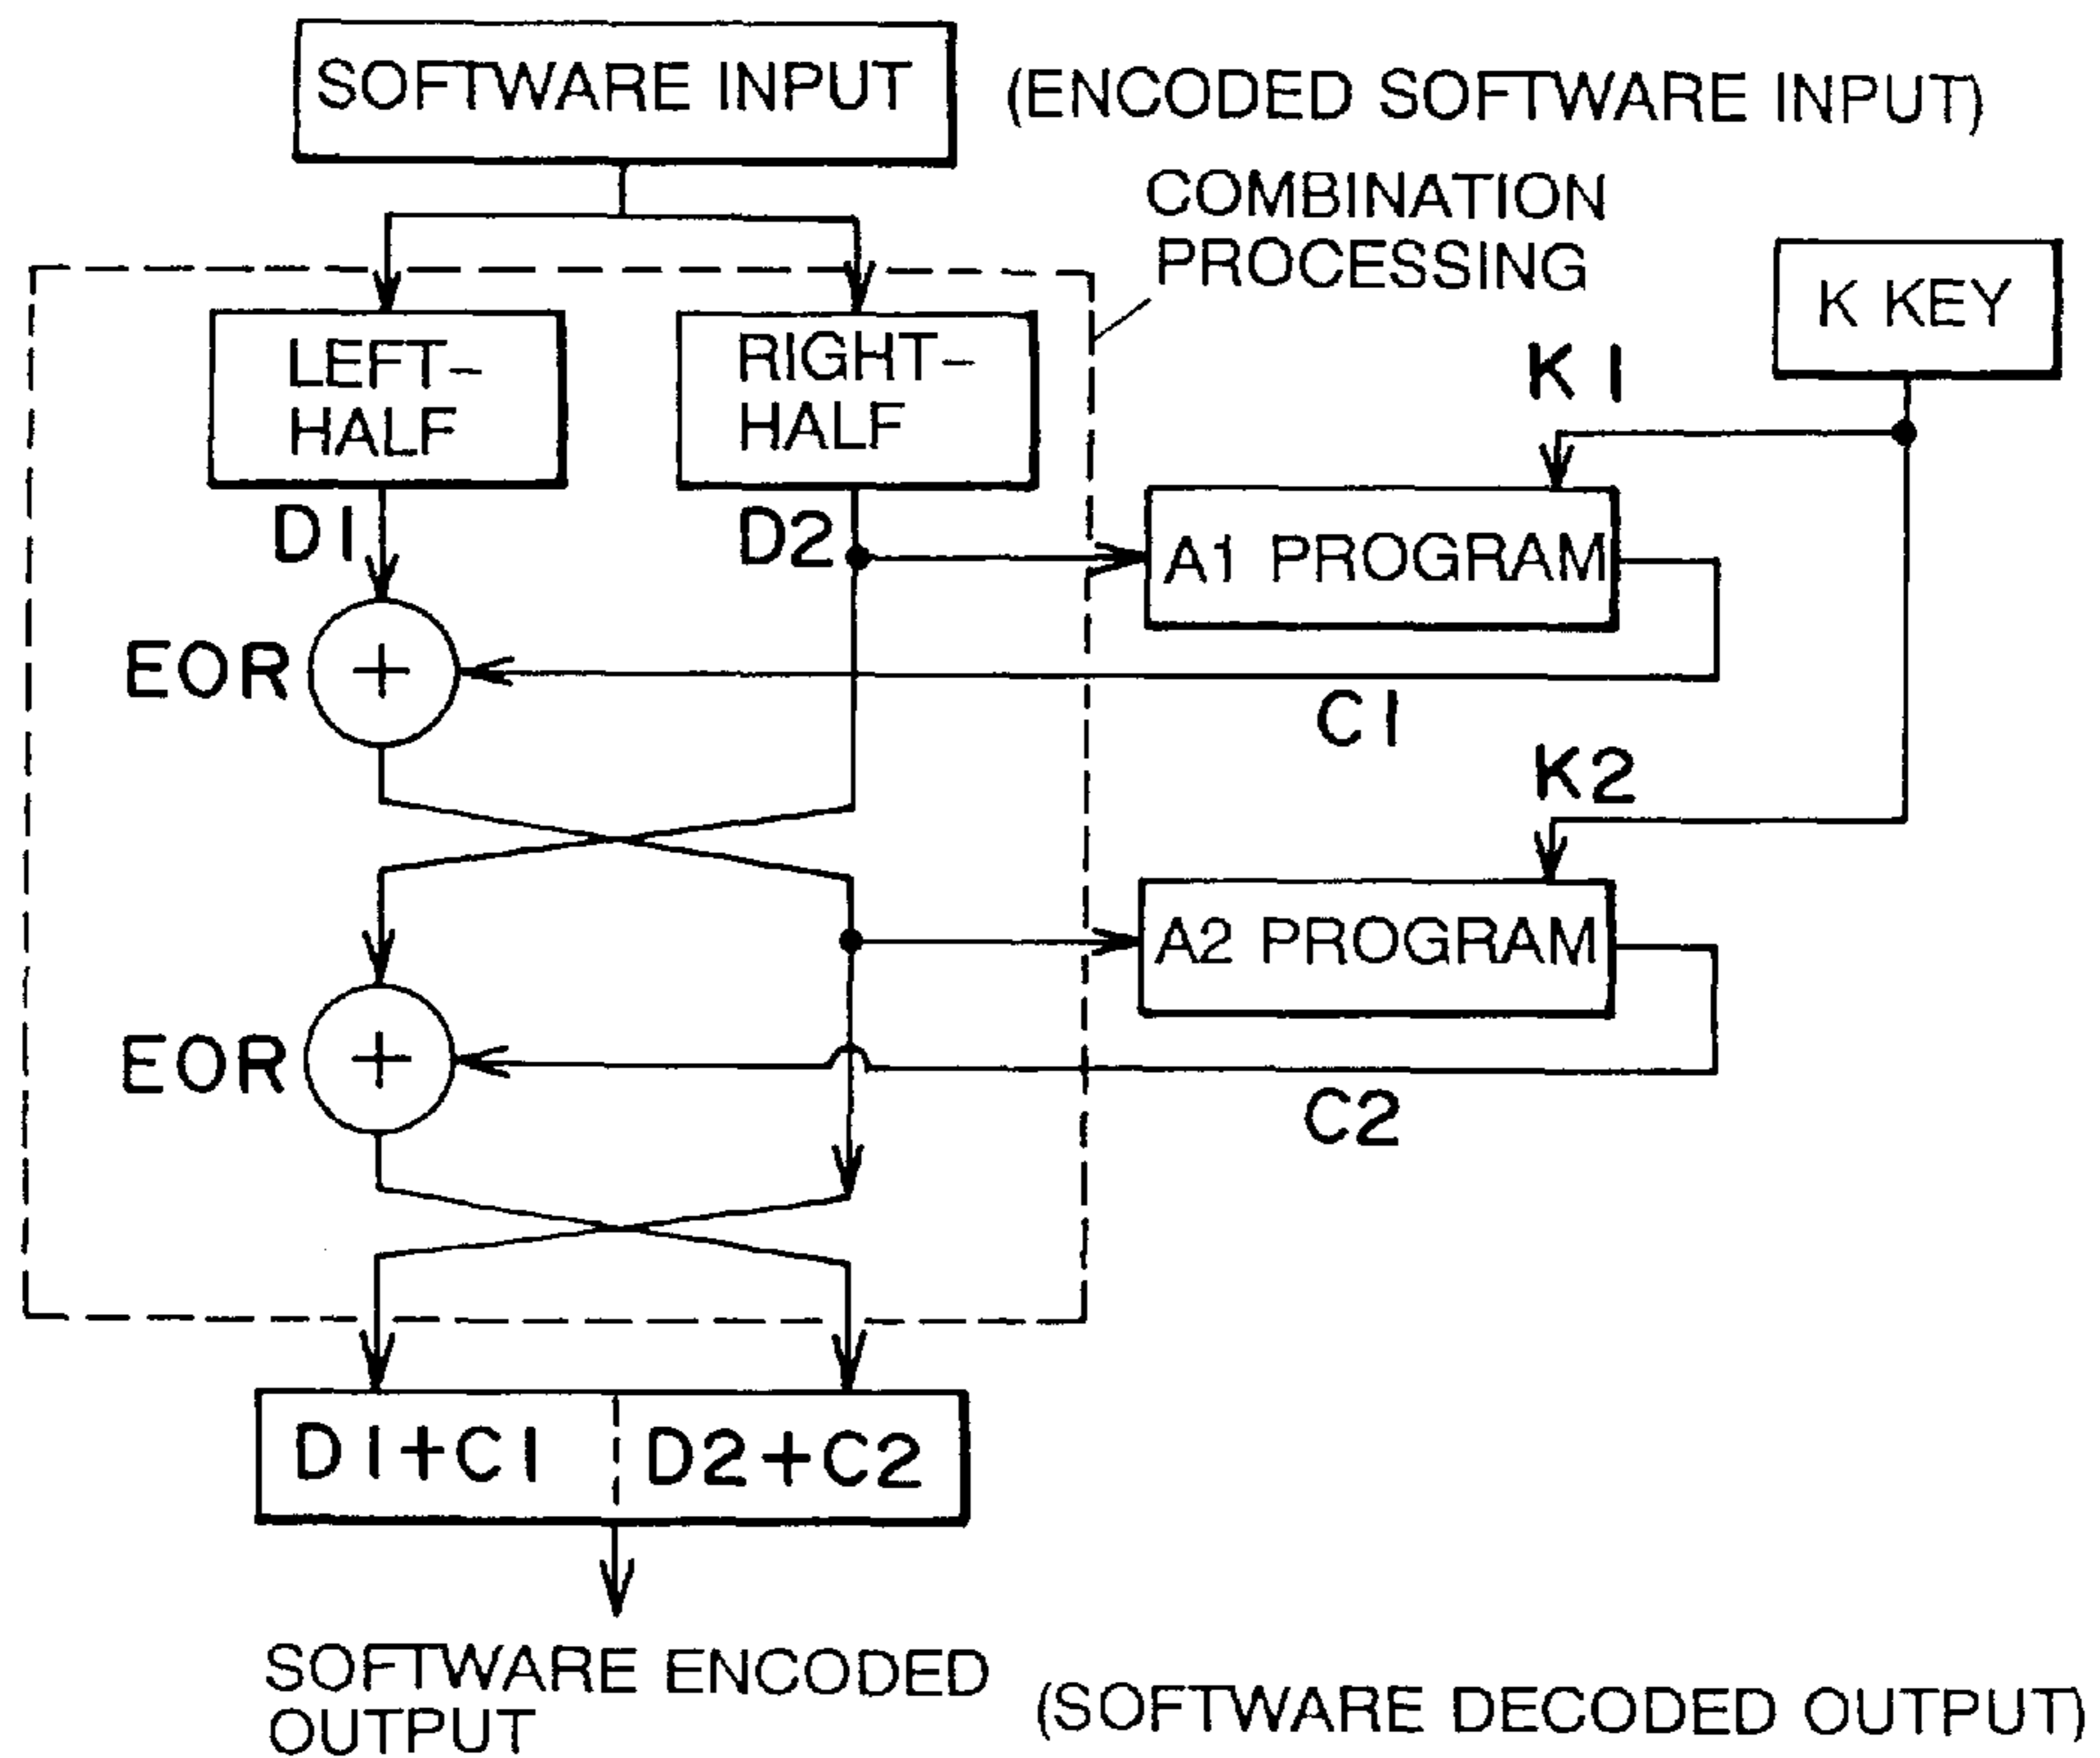 SOFTWARE INPUT
(ENCODED SOFTWARE INPUT)
COMBINATION
PROCESSING
K KEY
LEFT-
HALF
RIGHT-
HALF
K1
D1
D2
A1 PROGRAM
EOR
+
C1
K2
A2 PROGRAM
EOR
+
C2
D1+C1
D2+C2
SOFTWARE ENCODED
OUTPUT
(SOFTWARE DECODED OUTPUT)